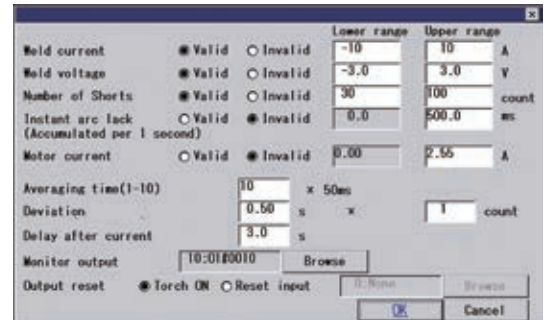 Lower range Upper range
Weld current Valid Invalid -10 10 A
Weld voltage Valid Invalid -3.0 3.0 V
Number of Shorts Valid Invalid 30 100 count
Instant arc lack Valid Invalid 0.0 500.0 ms
(Accumulated per 1 second)
Motor current Valid Invalid 0.00 2.55 A
Averaging time(1-10) 10 × 50ms
Deviation 0.50 s × 1 count
Delay after current 3.0 s
Monitor output 10:01#0010 Browse
Output reset Torch ON Reset input 0:None Browse
OK Cancel